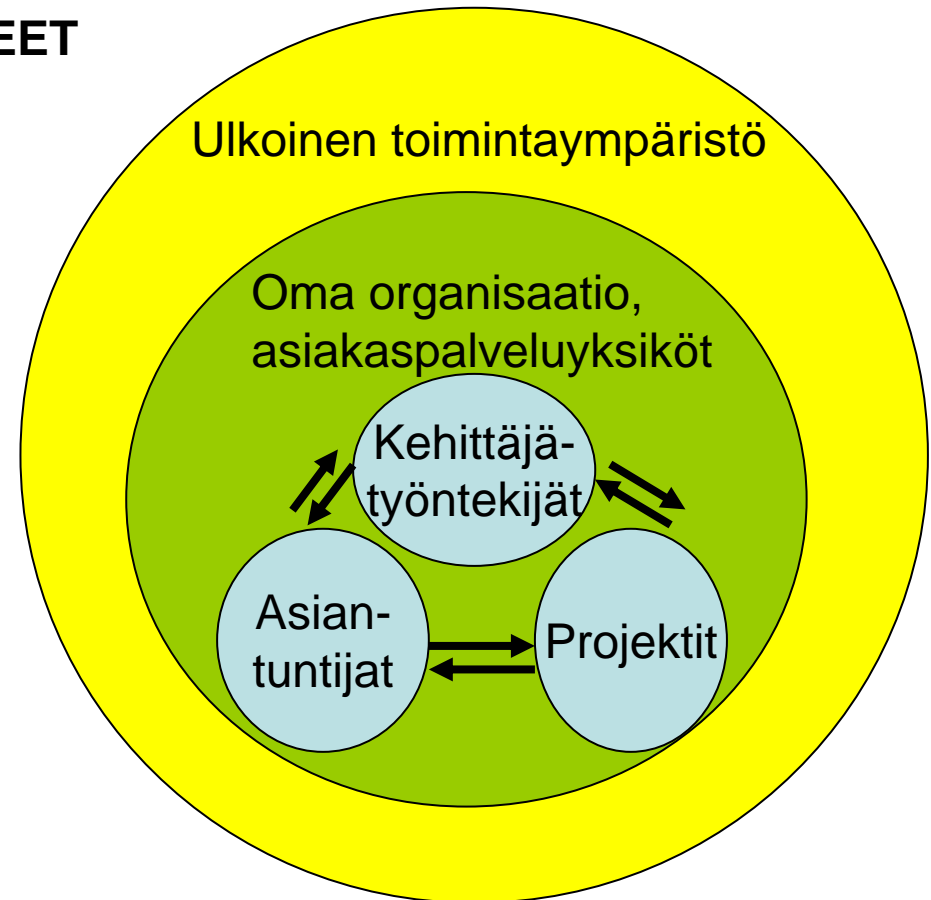 EET
Ulkoinen toimintaympäristö
Oma organisaatio,
asiakaspalveluyksiköt
Kehittäjä-
työntekijät
Asian-
tuntijat
Projektit